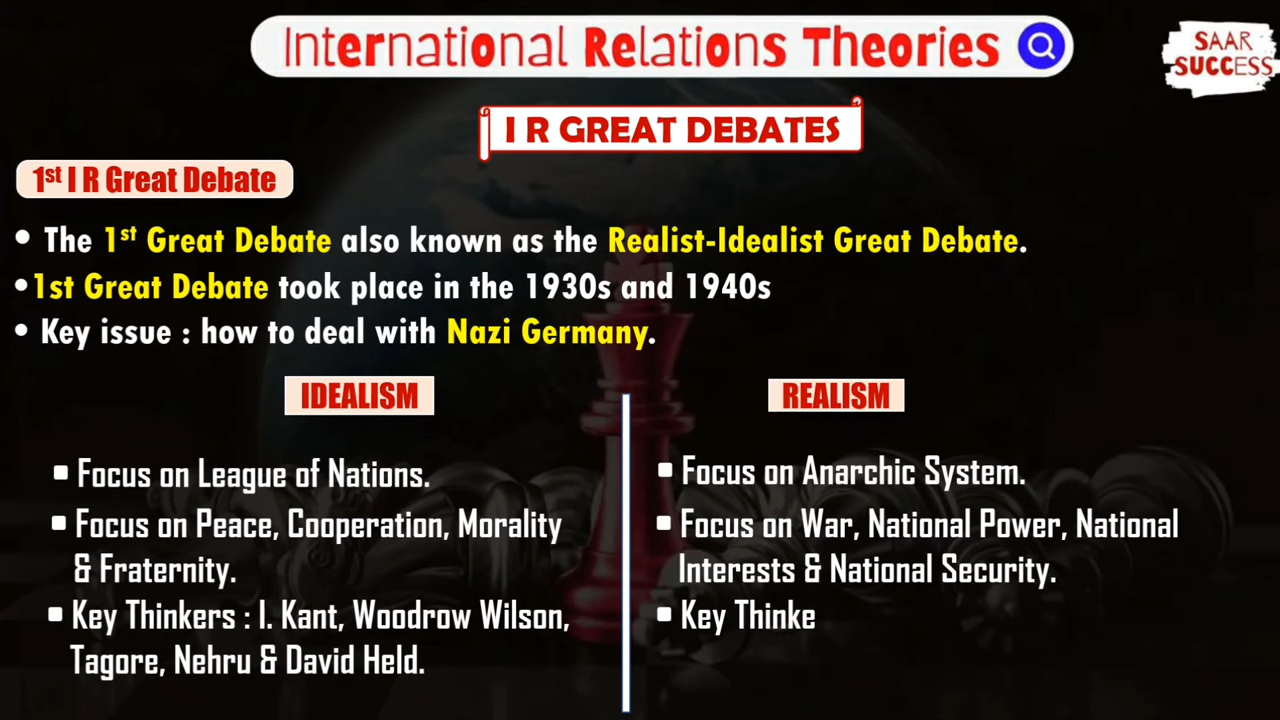 International Relations Theories
SAAR
SUCCESS
I R GREAT DEBATES
1st I R Great Debate
• The 1st Great Debate also known as the Realist-Idealist Great Debate.
•1st Great Debate took place in the 1930s and 1940s
• Key issue : how to deal with Nazi Germany.
IDEALISM
▪ Focus on League of Nations.
▪ Focus on Peace, Cooperation, Morality
& Fraternity.
▪ Key Thinkers : I. Kant, Woodrow Wilson,
Tagore, Nehru & David Held.
REALISM
▪ Focus on Anarchic System.
▪ Focus on War, National Power, National
Interests & National Security.
▪ Key Thinke